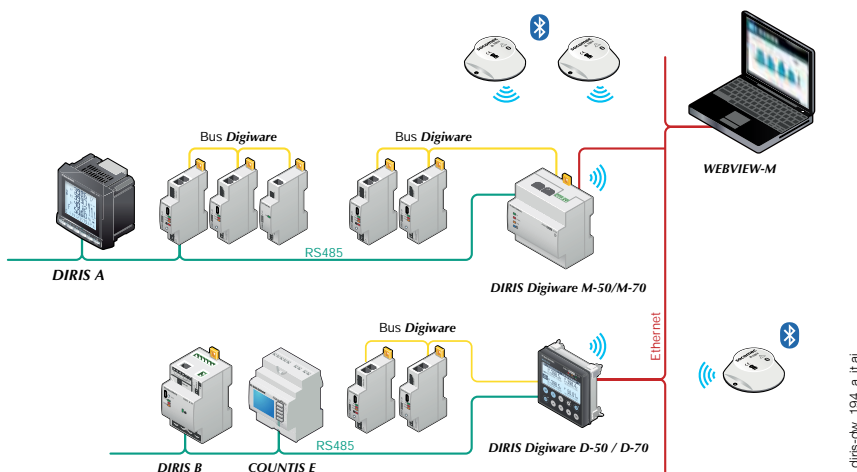 Bus Digiware
Bus Digiware
WEBVIEW-M
RS485
DIRIS A
DIRIS Digiware M-50/M-70
Bus Digiware
Ethernet
RS485
DIRIS Digiware D-50 / D-70
DIRIS B
COUNTIS E
diris-dw_194_a_it.ai